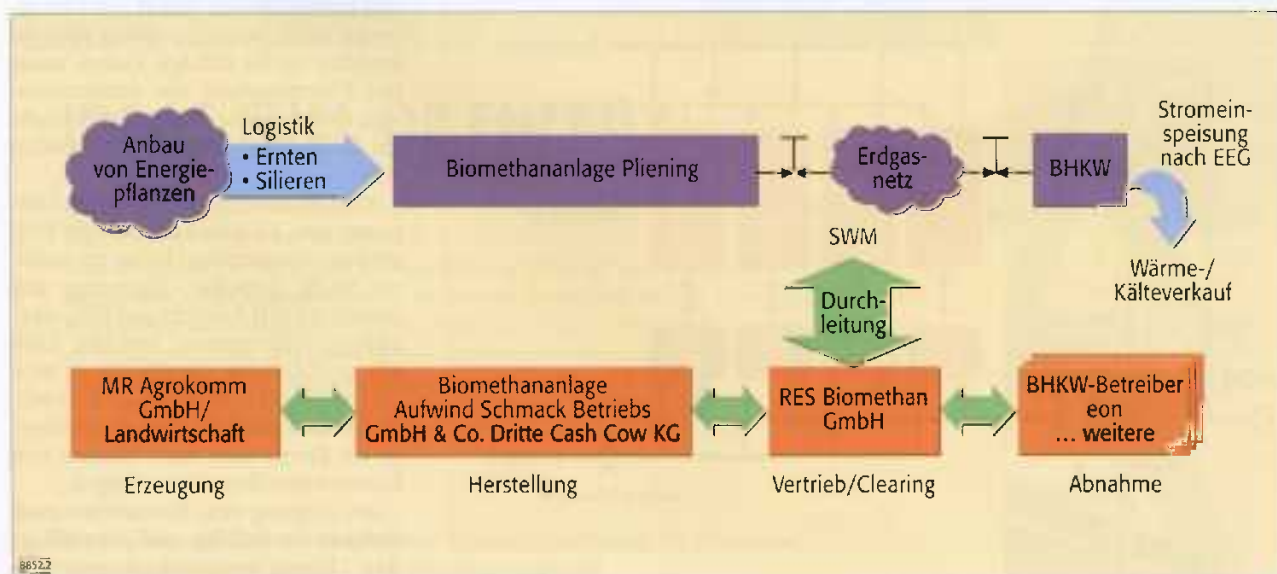 Anbau
von Energie-
pflanzen
Logistik
• Ernten
• Silieren
Biomethananlage Pliening
Erdgas-
netz
BHKW
Stromein-
speisung
nach EEG
Wärme-/
Kälteverkauf
SWM
Durch-
leitung
MR Agrokomm
GmbH/
Landwirtschaft
Biomethananlage
Aufwind Schmack Betriebs
GmbH & Co. Dritte Cash Cow KG
RES Biomethan
GmbH
BHKW-Betreiber
eon
... weitere
Erzeugung
Herstellung
Vertrieb/Clearing
Abnahme
8852.2